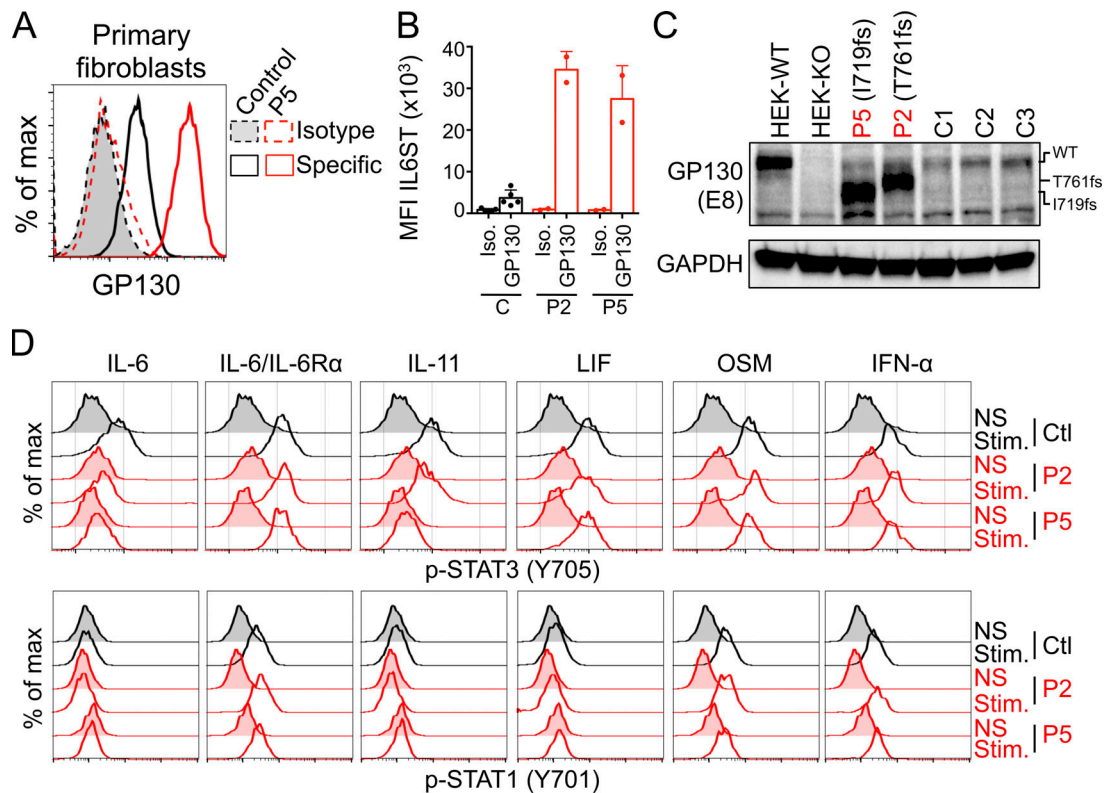 A
Primary
fibroblasts
Control
P5
Isotype
Specific
% of max
GP130
B
MFI IL6ST (x10³)
40
30
20
10
0
Iso.
GP130
Iso.
GP130
Iso.
GP130
C
P2
P5
C
HEK-WT
HEK-KO
P5 (I719fs)
P2 (T761fs)
C1
C2
C3
GP130
(E8)
WT
T761fs
I719fs
GAPDH
D
IL-6
IL-6/IL-6Rα
IL-11
LIF
OSM
IFN-α
% of max
NS
Stim.
Ctl
NS
Stim.
P2
NS
Stim.
P5
p-STAT3 (Y705)
% of max
NS
Stim.
Ctl
NS
Stim.
P2
NS
Stim.
P5
p-STAT1 (Y701)